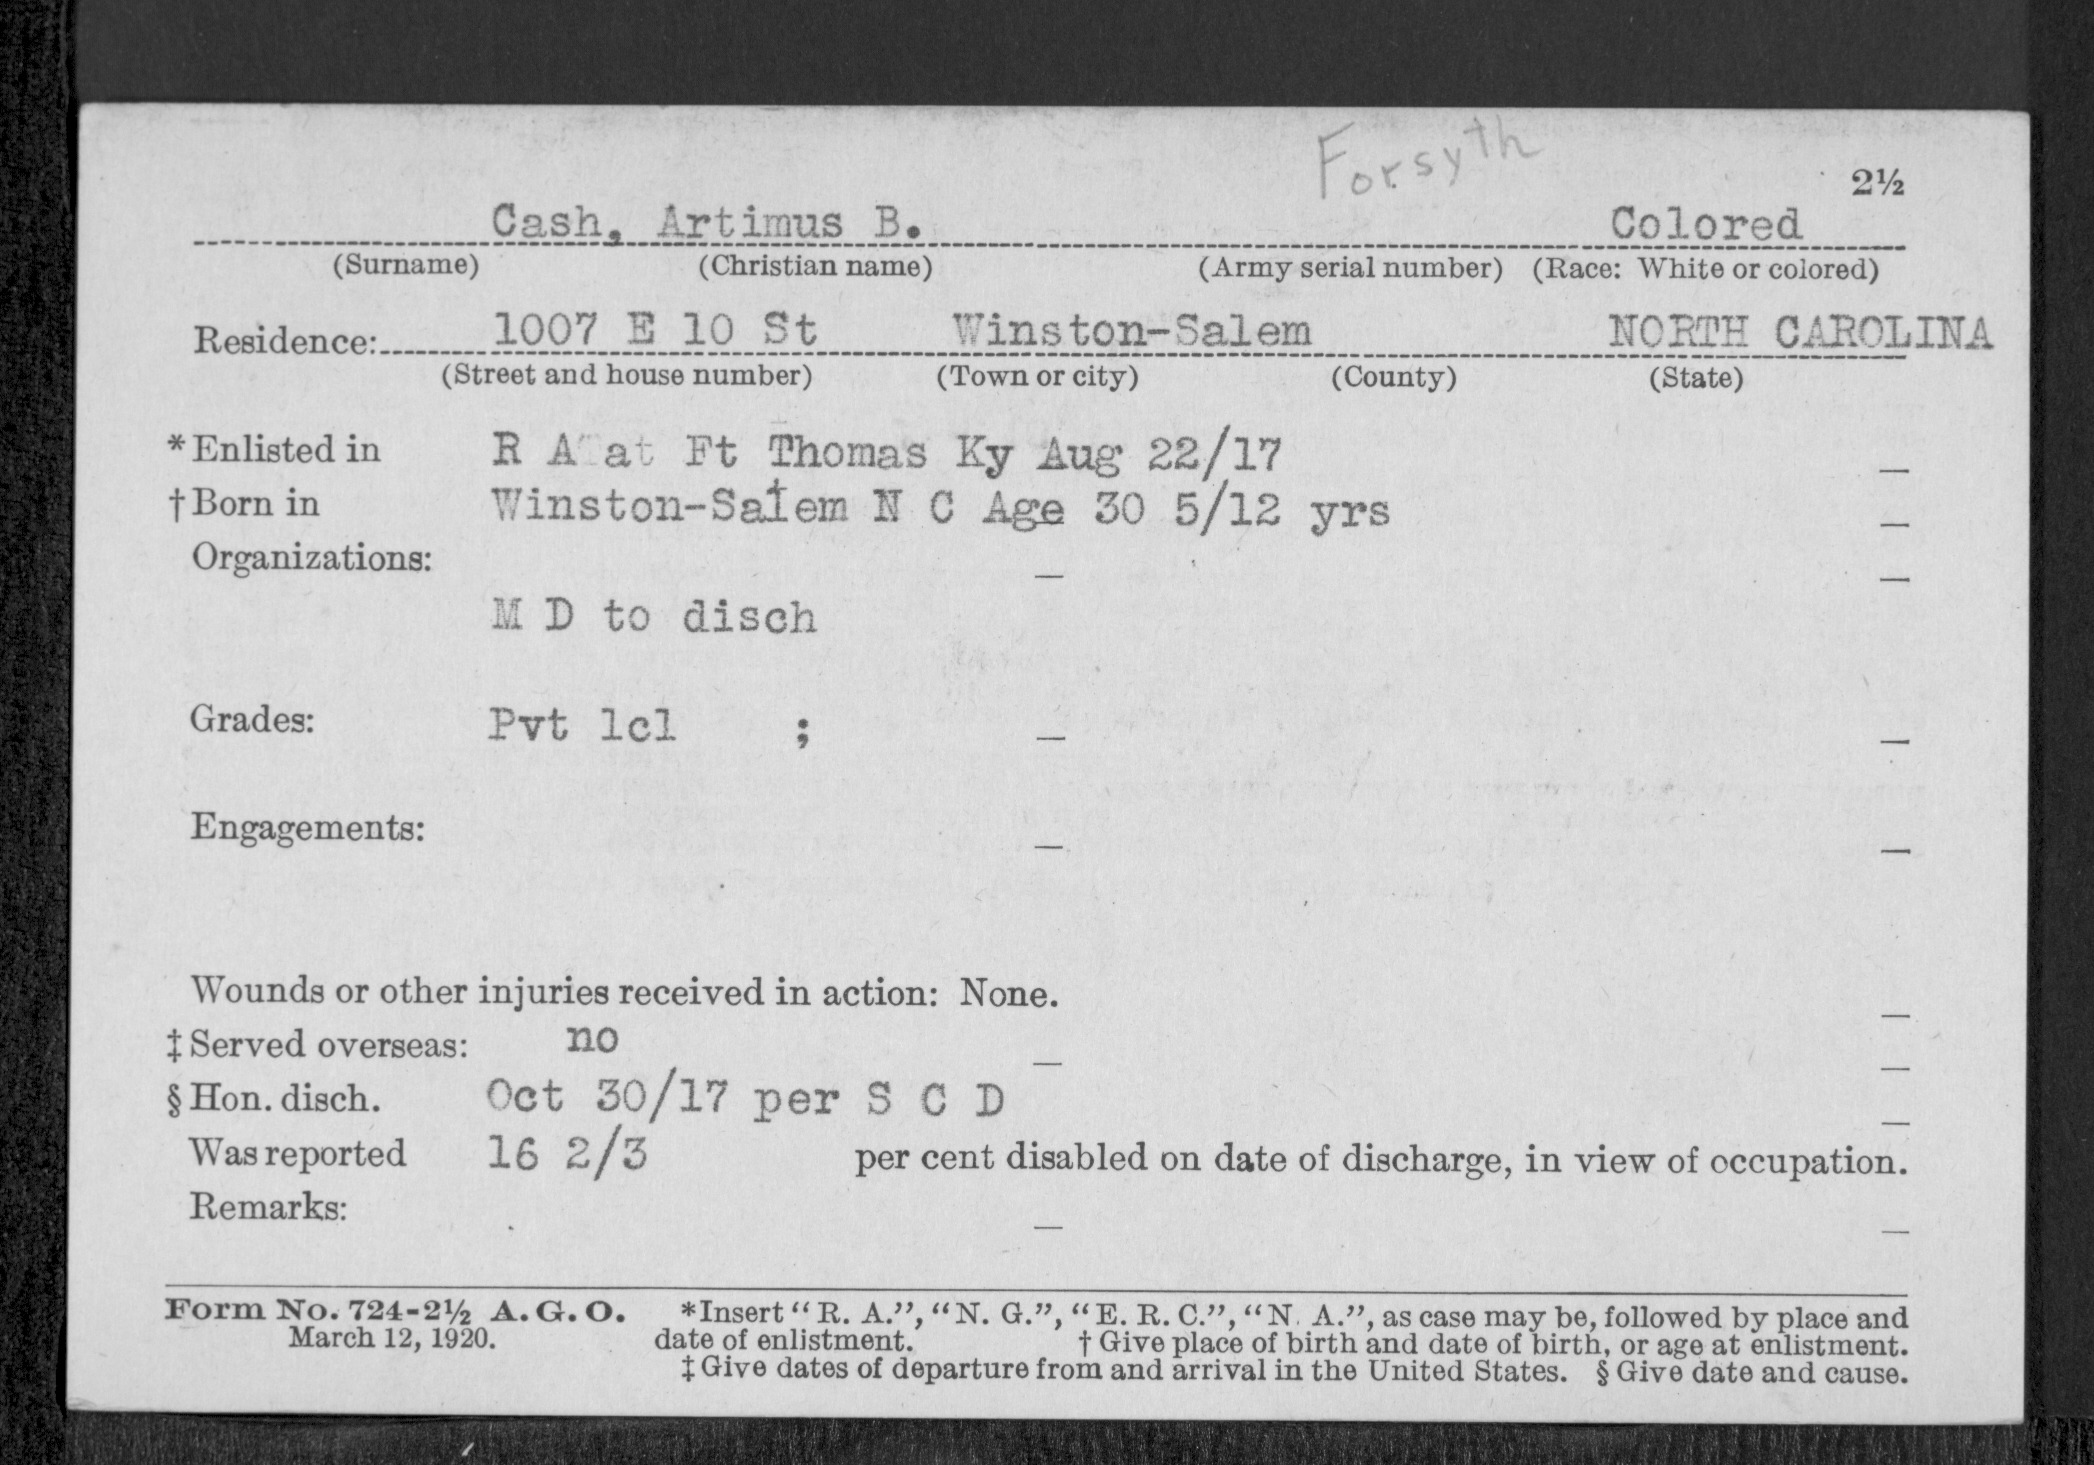 Forsyth
2½
Cash, Artimus B. Colored
(Surname) (Christian name) (Army serial number) (Race: White or colored)
Residence: 1007 E 10 St Winston-Salem NORTH CAROLINA
(Street and house number) (Town or city) (County) (State)
*Enlisted in R A at Ft Thomas Ky Aug 22/17
†Born in Winston-Salem N C Age 30 5/12 yrs
Organizations:
M D to disch
Grades: Pvt 1cl ;
Engagements:
Wounds or other injuries received in action: None.
‡Served overseas: no
§Hon. disch. Oct 30/17 per S C D
Was reported 16 2/3 per cent disabled on date of discharge, in view of occupation.
Remarks:
Form No. 724-2½ A.G.O. *Insert "R. A.", "N. G.", "E. R. C.", "N. A.", as case may be, followed by place and
March 12, 1920. date of enlistment. †Give place of birth and date of birth, or age at enlistment.
‡Give dates of departure from and arrival in the United States. §Give date and cause.